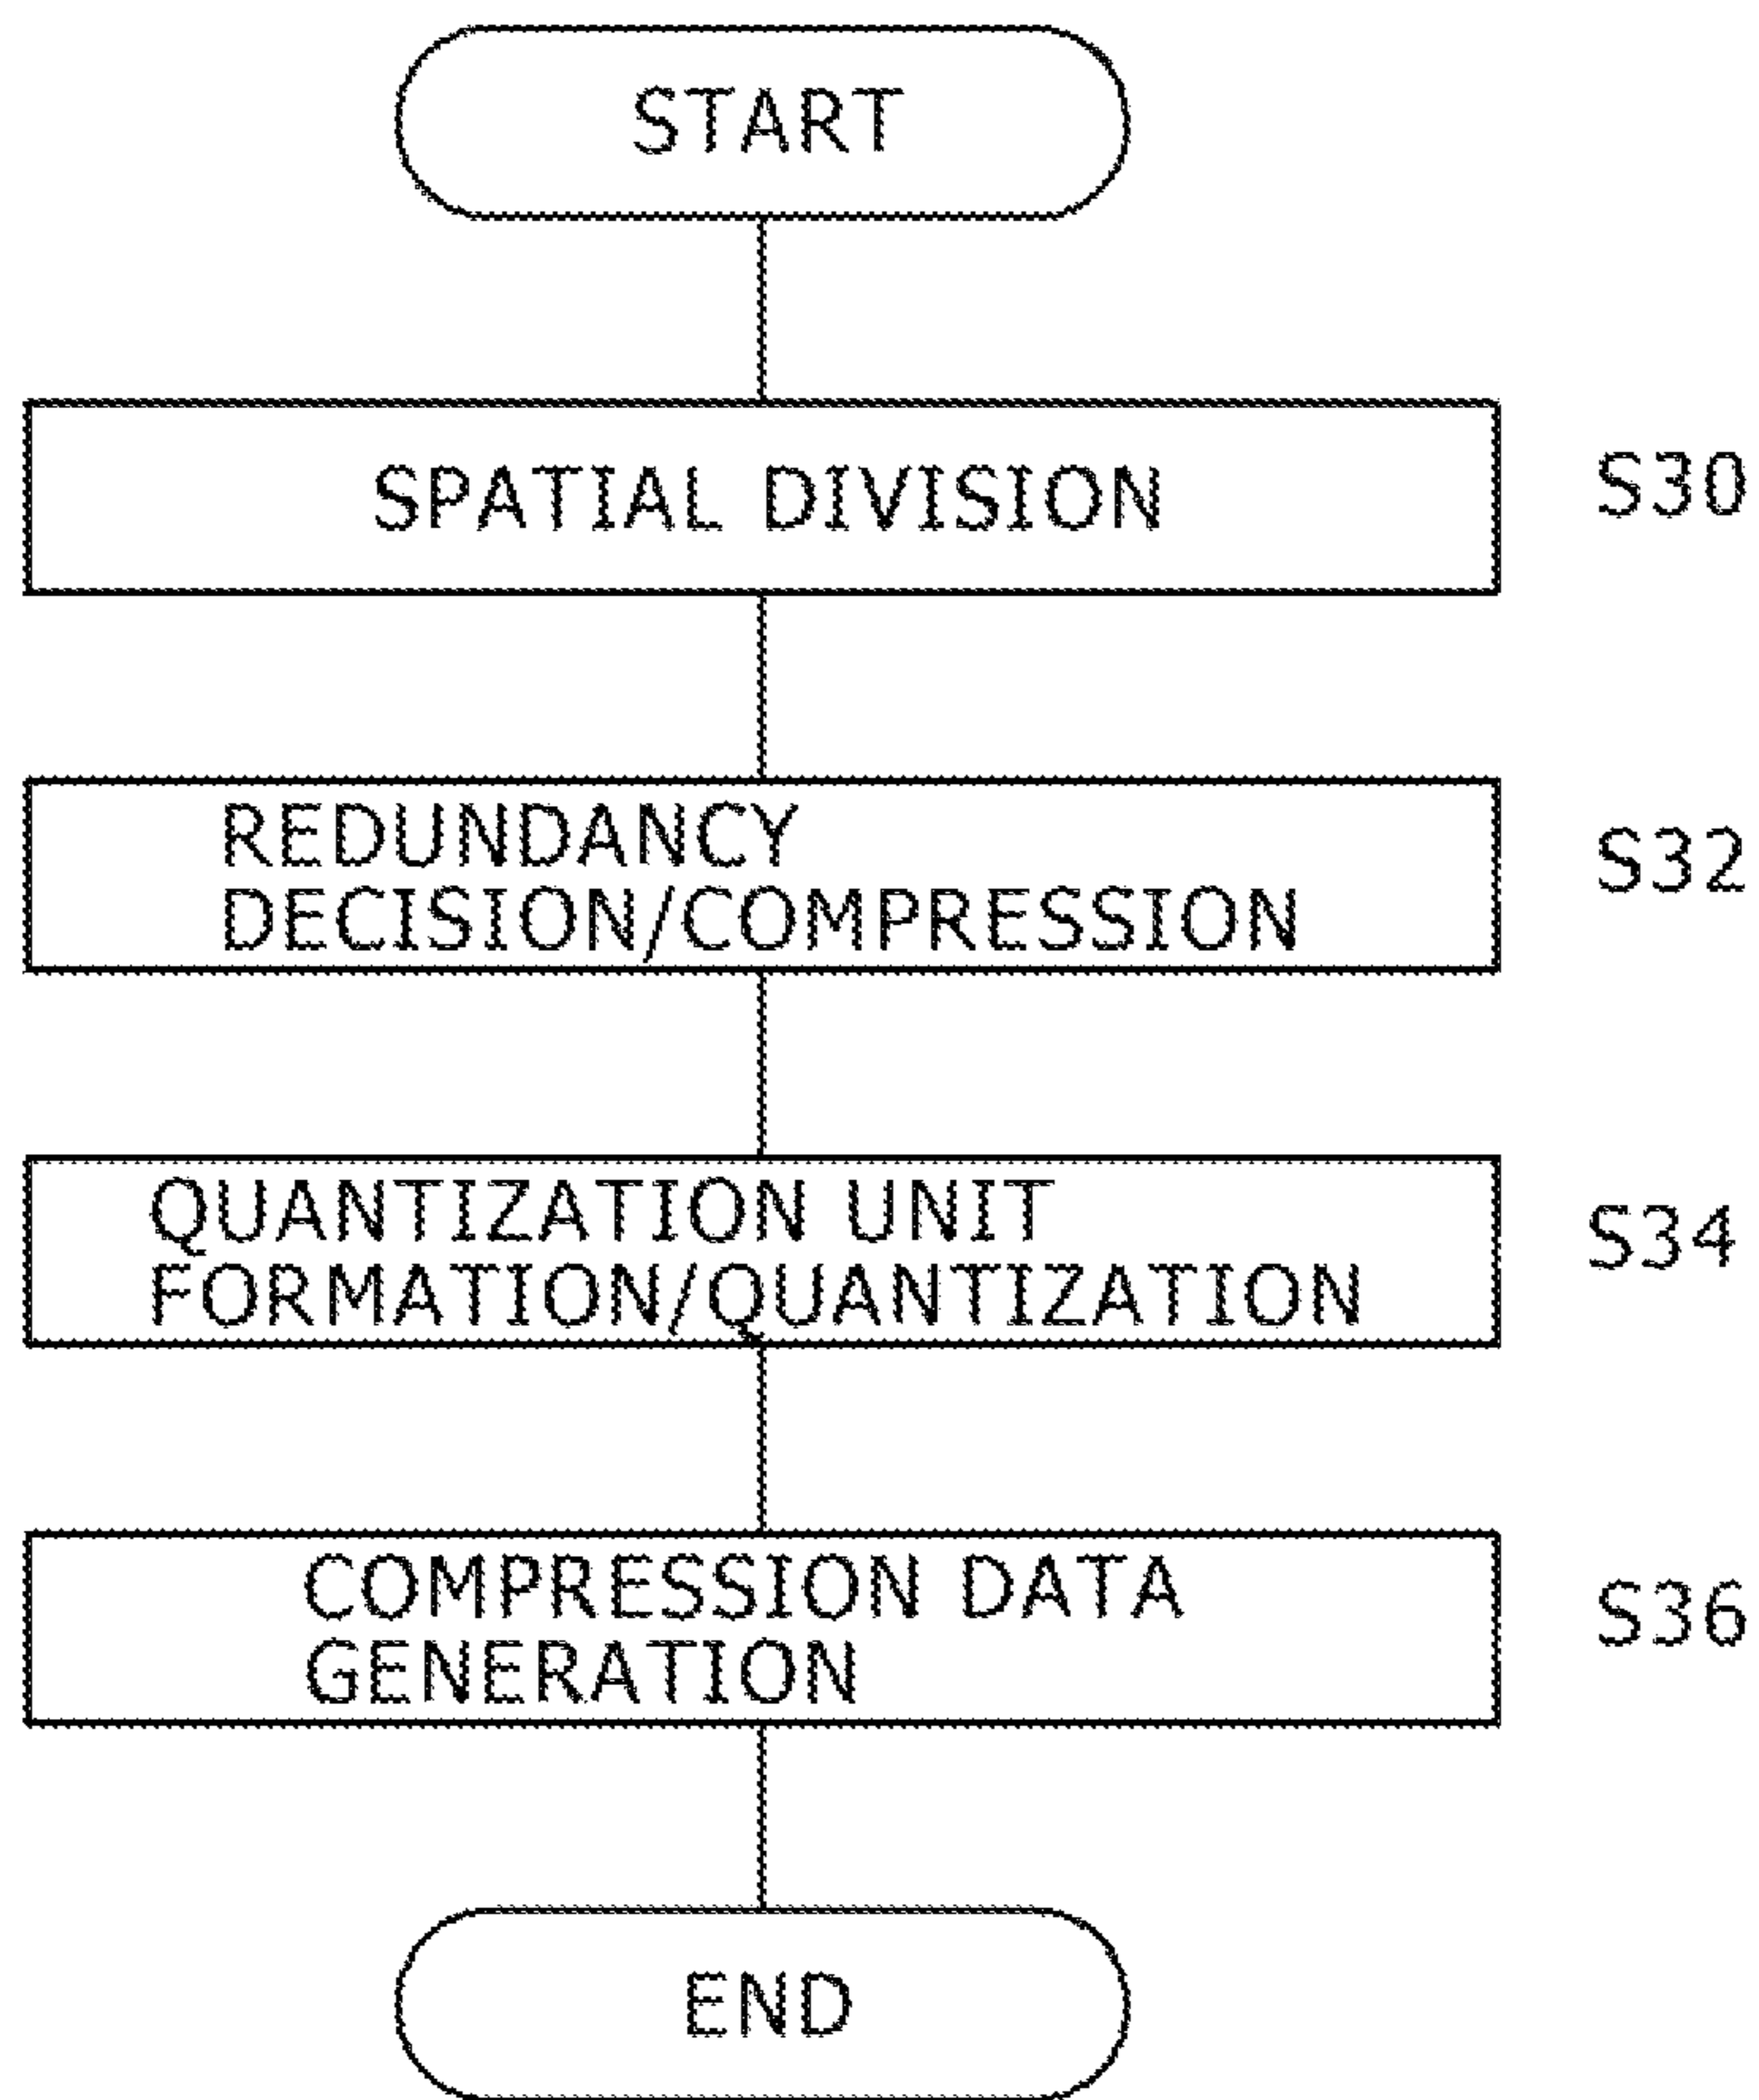 START
SPATIAL DIVISION
S30
REDUNDANCY
DECISION/COMPRESSION
S32
QUANTIZATION UNIT
FORMATION/QUANTIZATION
S34
COMPRESSION DATA
GENERATION
S36
END